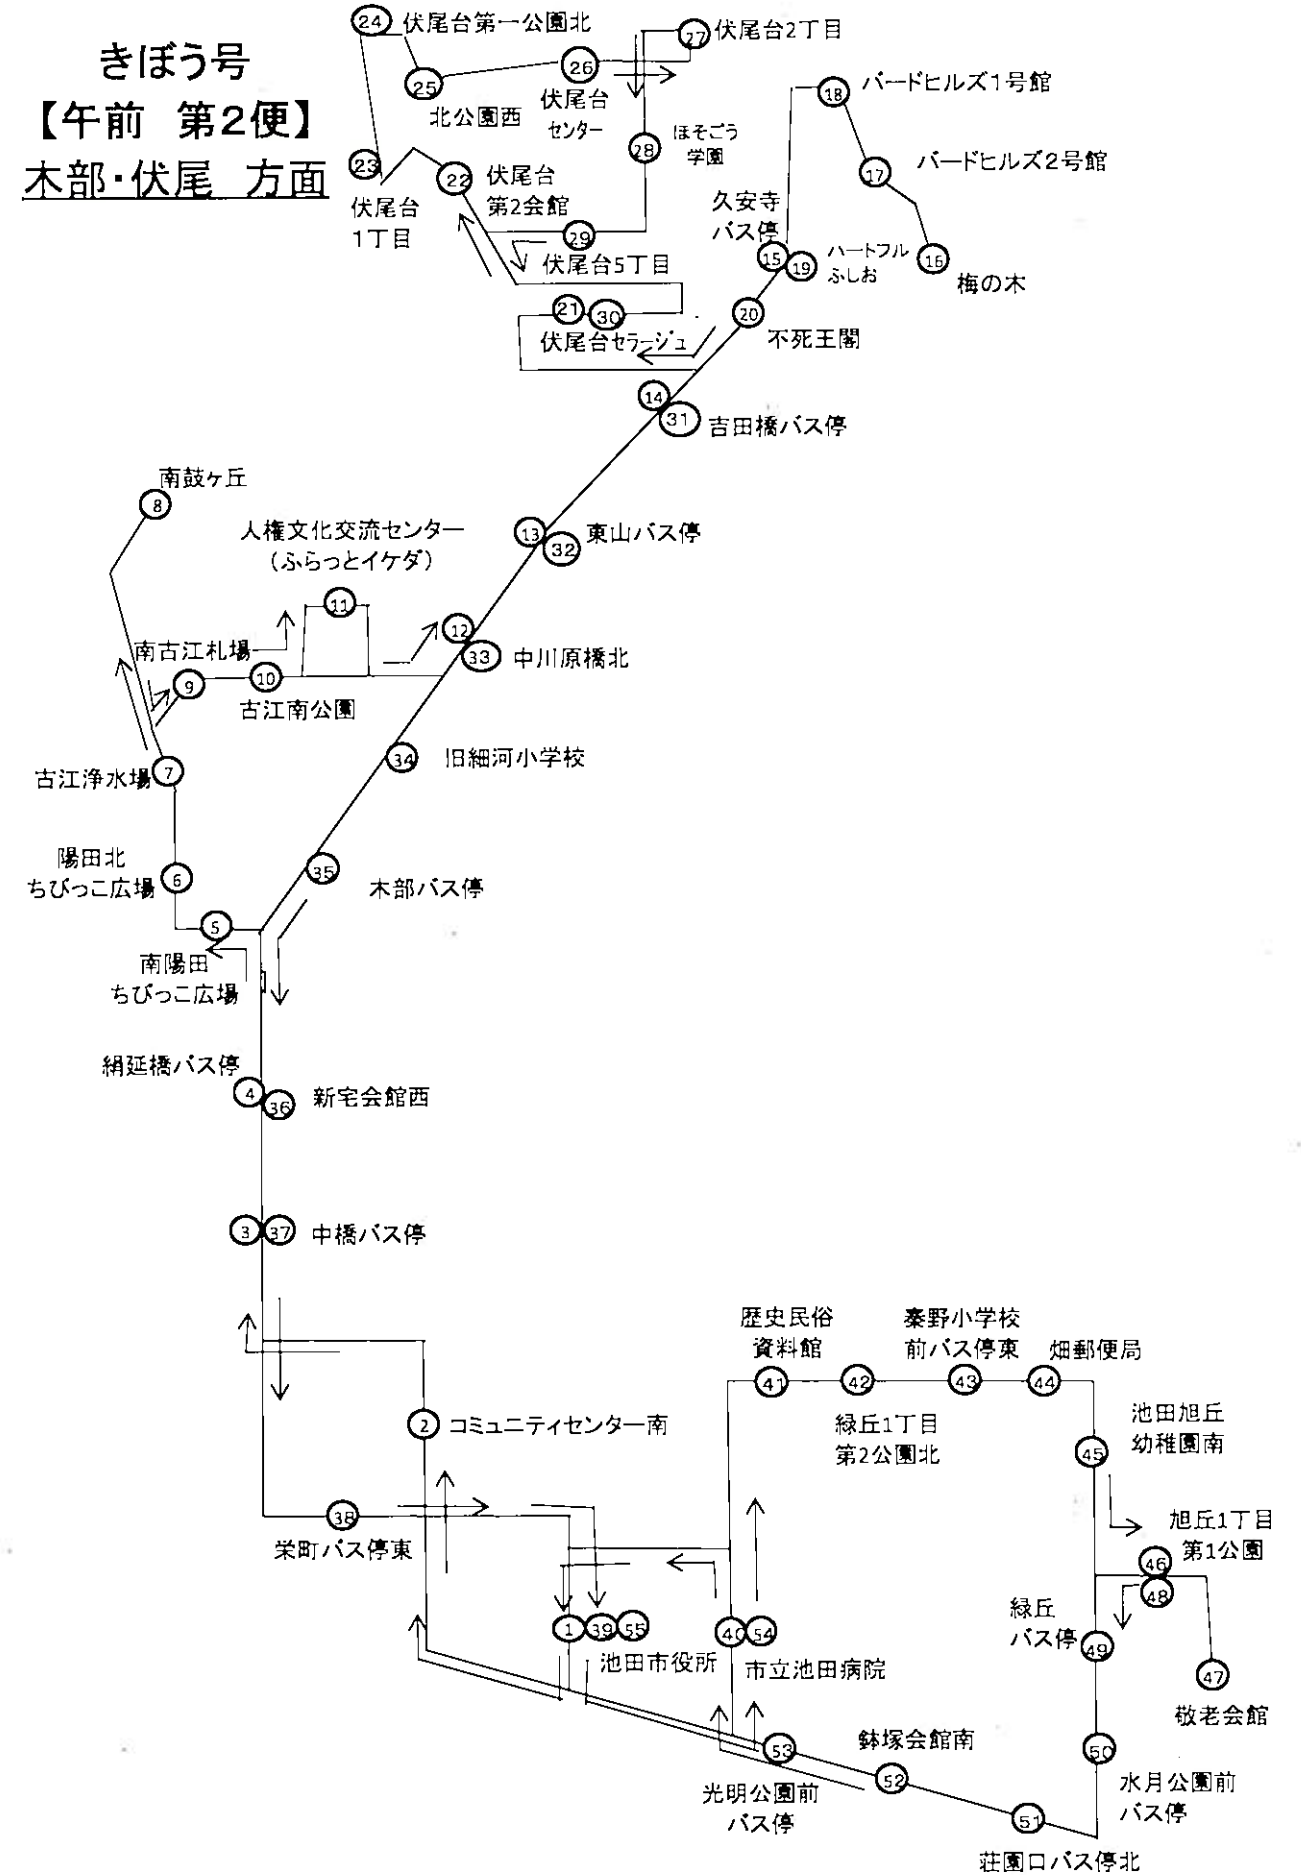 きぼう号
【午前 第2便】
木部・伏尾 方面
24
伏尾台第一公園北
25
北公園西
26
伏尾台
センター
27
伏尾台2丁目
28
ほそごう
学園
23
伏尾台
1丁目
22
伏尾台
第2会館
29
伏尾台5丁目
21
30
伏尾台セラージュ
18
バードヒルズ1号館
17
バードヒルズ2号館
16
梅の木
久安寺
バス停
15
19
ハートフル
ふしお
20
不死王閣
14
31
吉田橋バス停
13
32
東山バス停
8
南鼓ヶ丘
人権文化交流センター
(ふらっとイケダ)
11
12
33
中川原橋北
南古江札場
9
10
古江南公園
34
旧細河小学校
古江浄水場
7
陽田北
ちびっこ広場
6
35
木部バス停
5
南陽田
ちびっこ広場
絹延橋バス停
4
36
新宅会館西
3
37
中橋バス停
2
コミュニティセンター南
38
栄町バス停東
1
39
55
池田市役所
40
54
市立池田病院
歴史民俗
資料館
41
42
緑丘1丁目
第2公園北
秦野小学校
前バス停東
43
畑郵便局
44
45
池田旭丘
幼稚園南
旭丘1丁目
第1公園
46
48
47
敬老会館
緑丘
バス停
49
50
水月公園前
バス停
53
光明公園前
バス停
鉢塚会館南
52
51
荘園口バス停北